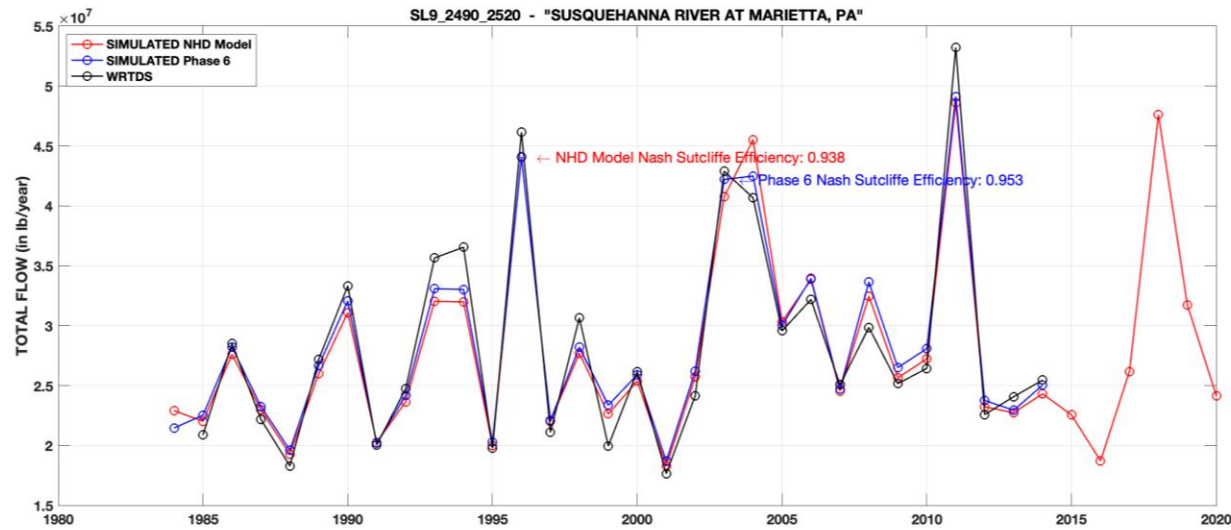 SL9_2490_2520 - "SUSQUEHANNA RIVER AT MARIETTA, PA"
×10⁷
SIMULATED NHD Model
SIMULATED Phase 6
WRTDS
← NHD Model Nash Sutcliffe Efficiency: 0.938
← Phase 6 Nash Sutcliffe Efficiency: 0.953
TOTAL FLOW (in lb/year)
5.5
5
4.5
4
3.5
3
2.5
2
1.5
1980 1985 1990 1995 2000 2005 2010 2015 2020